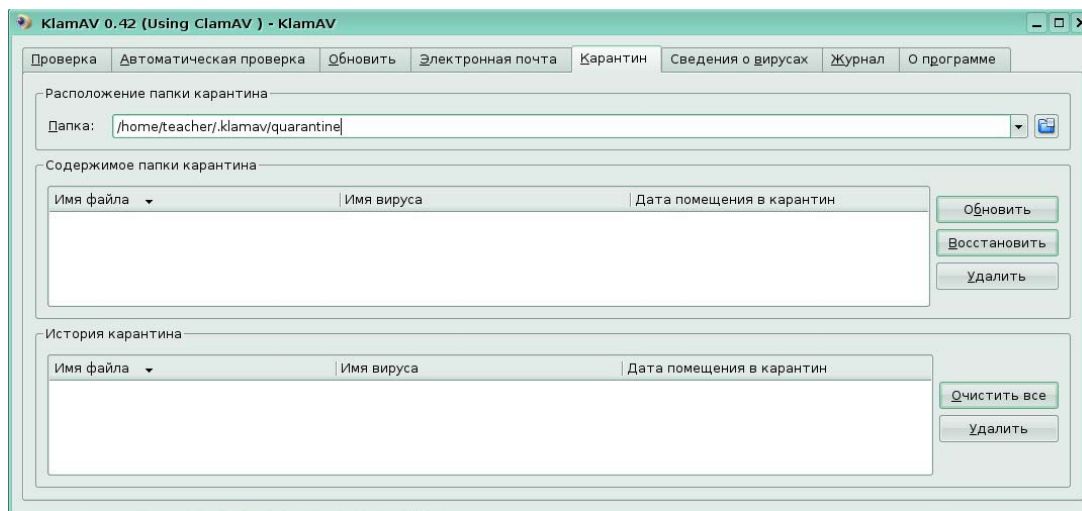 KlamAV 0.42 (Using ClamAV ) - KlamAV
Проверка Автоматическая проверка Обновить Электронная почта Карантин Сведения о вирусах Журнал О программе
Расположение папки карантина
Папка: /home/teacher/.klamav/quarantine
Содержимое папки карантина
Имя файла Имя вируса Дата помещения в карантин
Обновить
Восстановить
Удалить
История карантина
Имя файла Имя вируса Дата помещения в карантин
Очистить все
Удалить